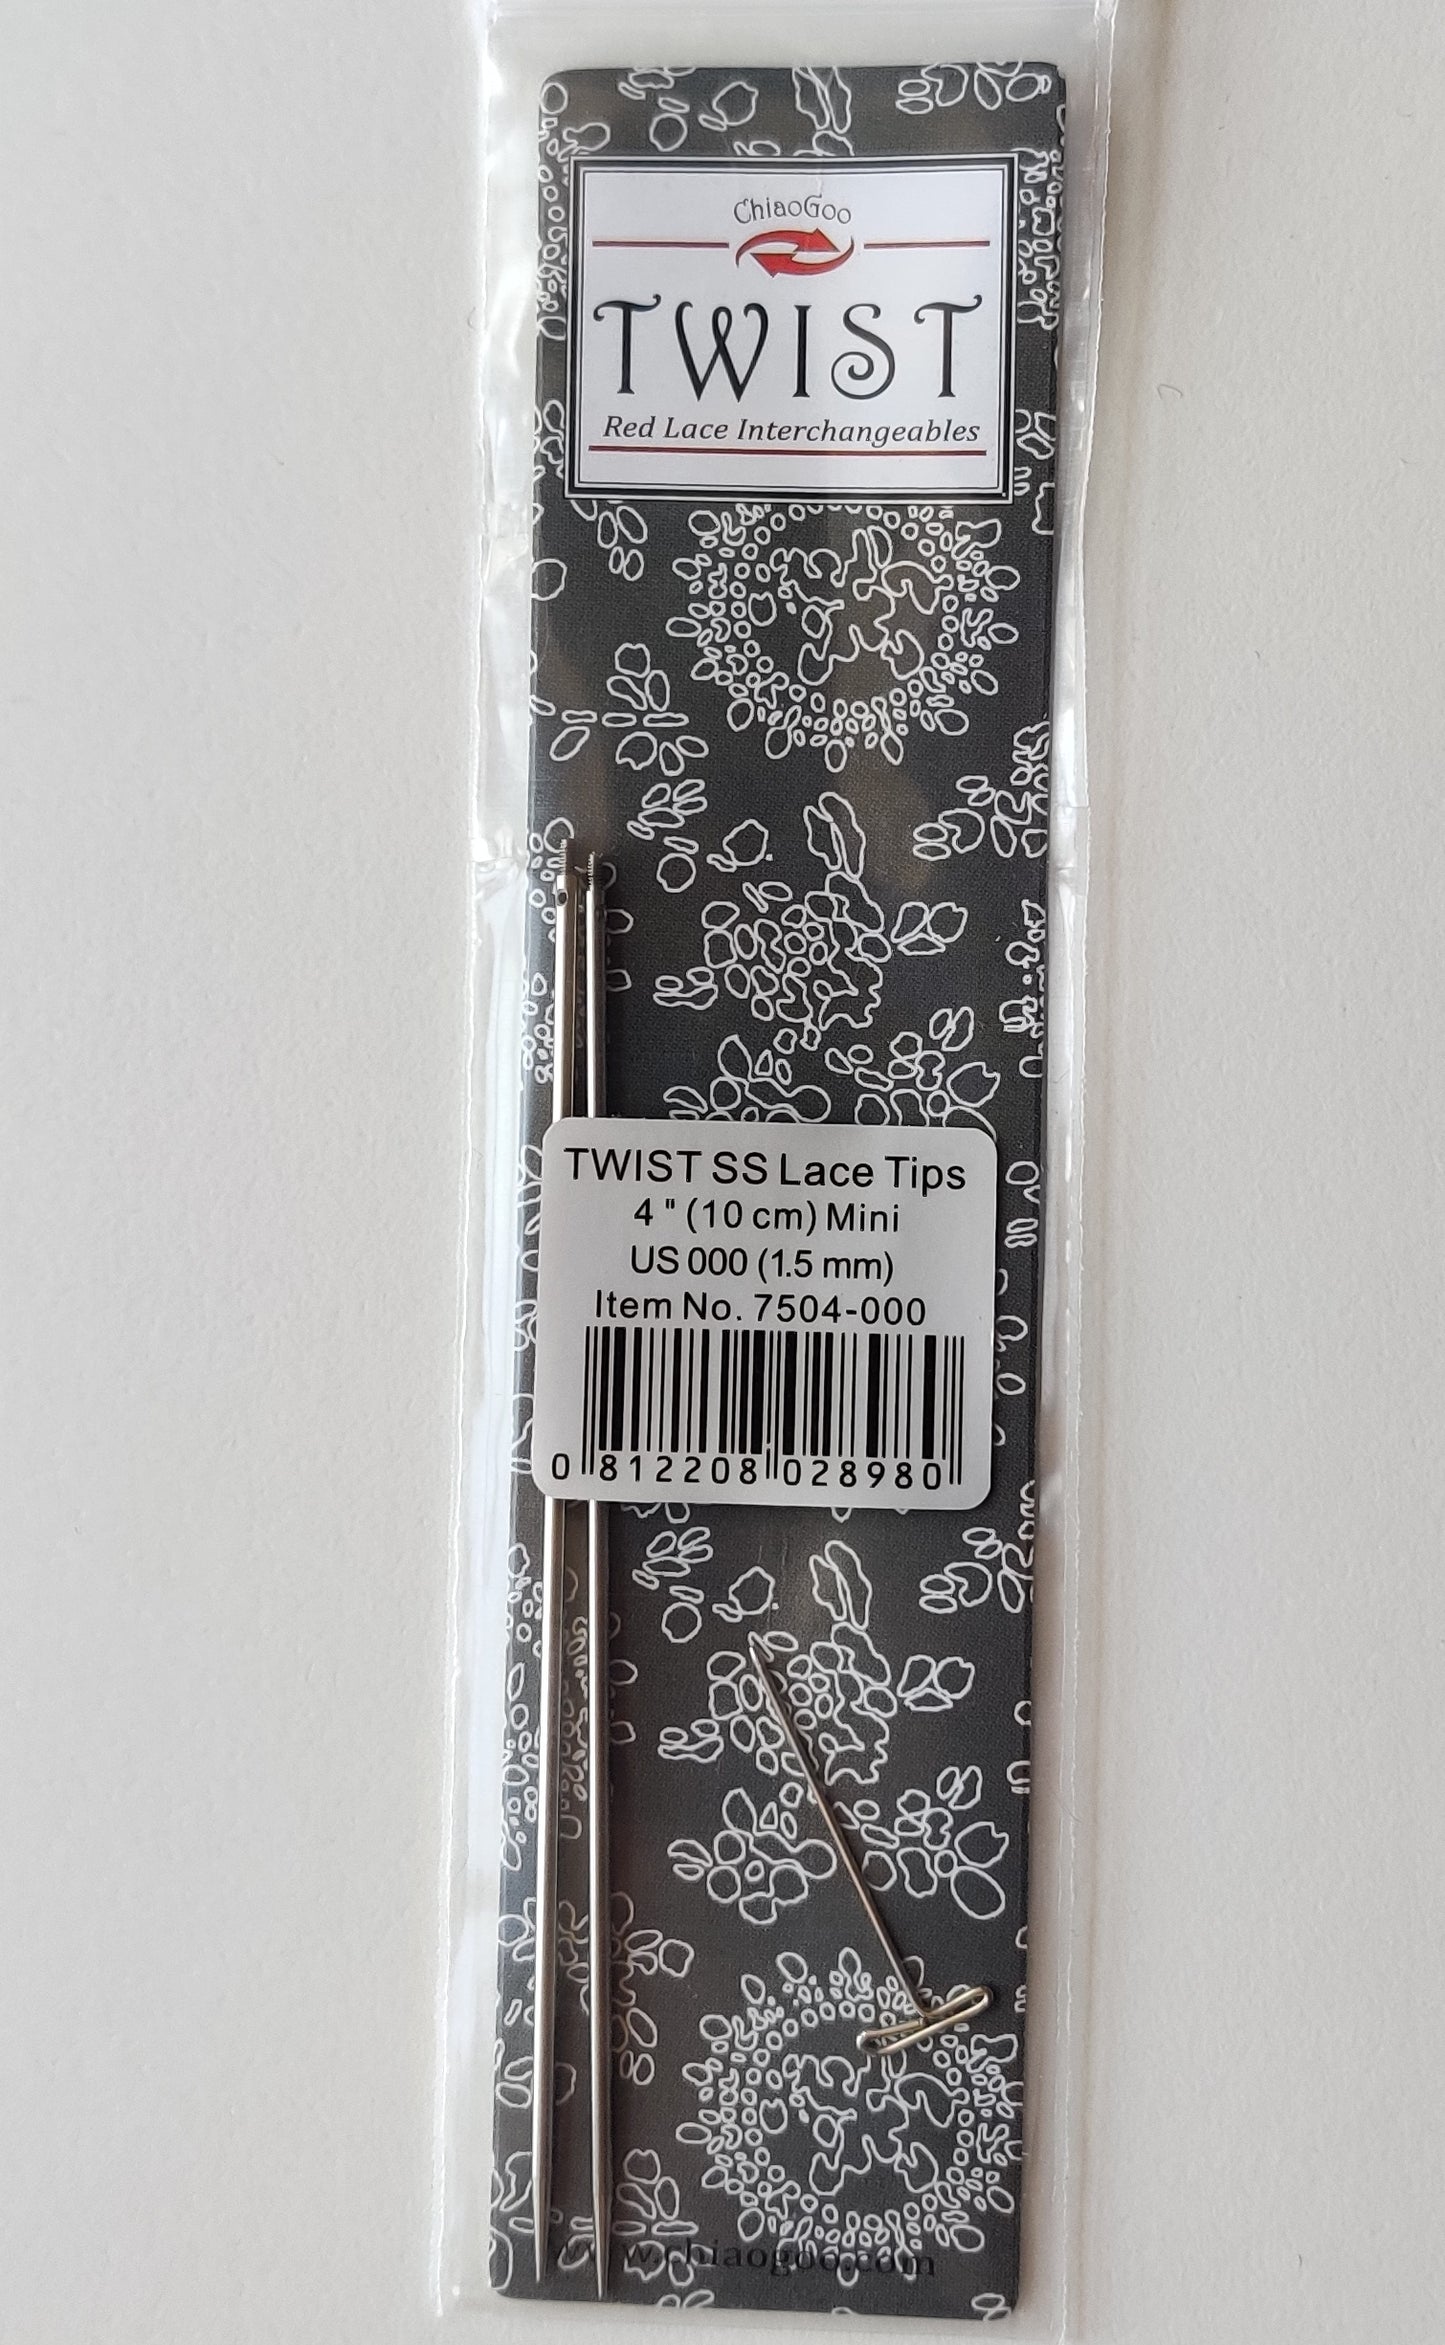 ChiaoGoo
TWIST
Red Lace Interchangeables
TWIST SS Lace Tips
4 " (10 cm) Mini
US 000 (1.5 mm)
Item No. 7504-000
0 812208 028980
www.chiaogoo.com